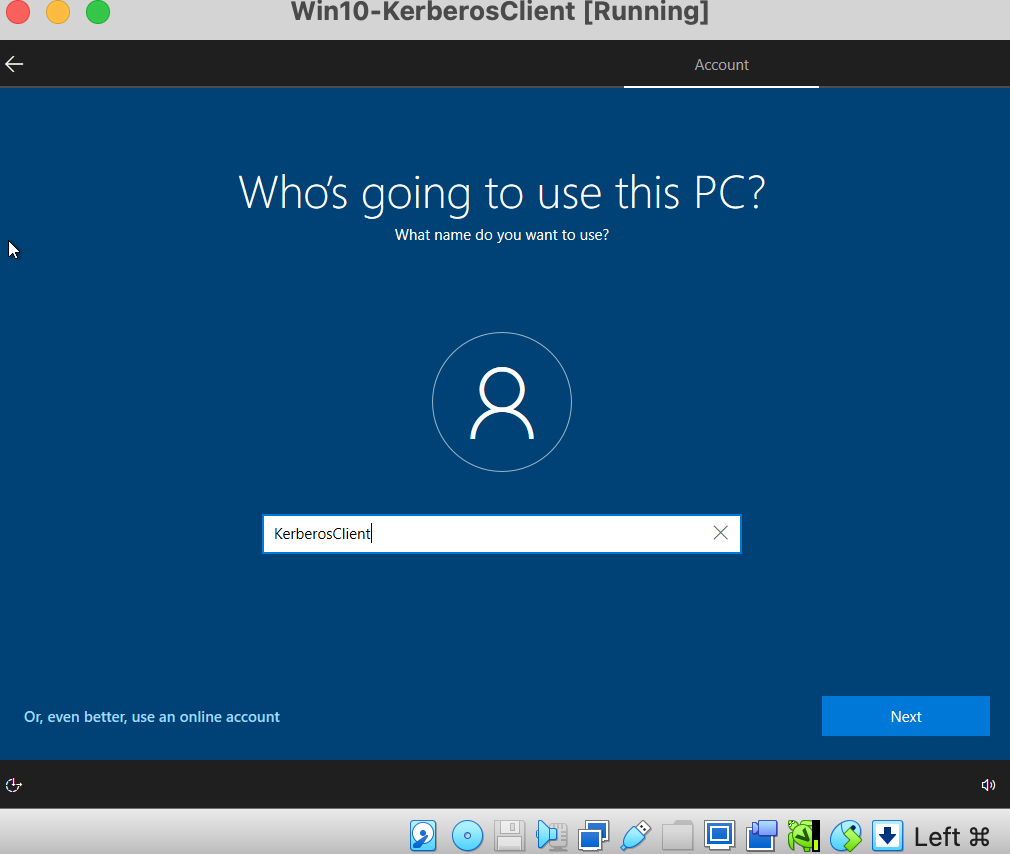 Win10-KerberosClient [Running]
Account
Who's going to use this PC?
What name do you want to use?
KerberosClient
Or, even better, use an online account
Next
Left ⌘